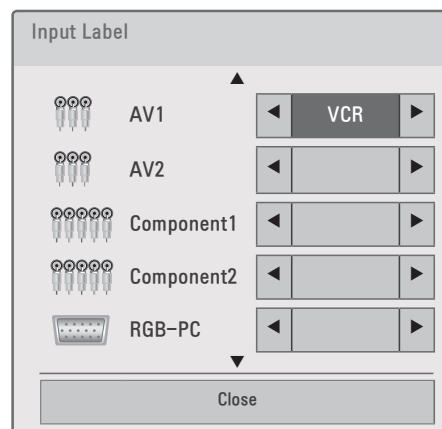 Input Label
AV1
VCR
AV2
Component1
Component2
RGB-PC
Close